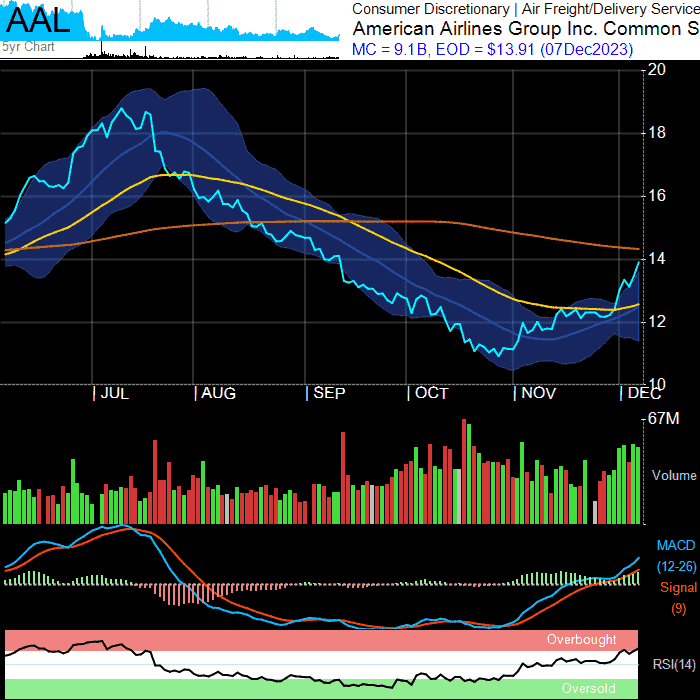 AAL
5yr Chart
Consumer Discretionary | Air Freight/Delivery Service
American Airlines Group Inc. Common S
MC = 9.1B, EOD = $13.91 (07Dec2023)
20
18
16
14
12
10
JUL AUG SEP OCT NOV DEC
67M
Volume
MACD
(12-26)
Signal
(9)
Overbought
RSI(14)
Oversold